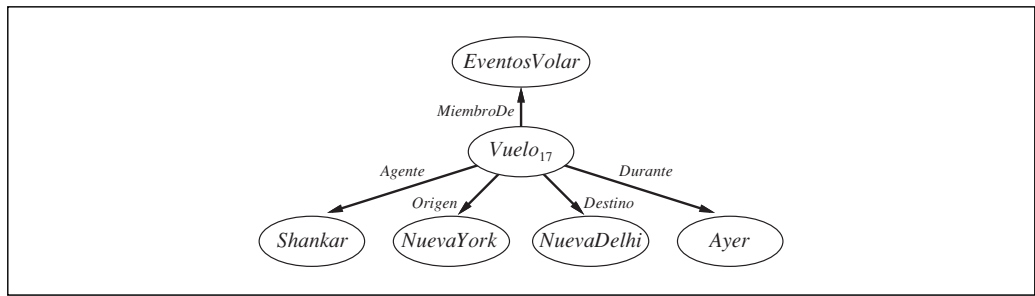 EventosVolar
MiembroDe
Vuelo17
Agente
Durante
Origen
Destino
Shankar
NuevaYork
NuevaDelhi
Ayer